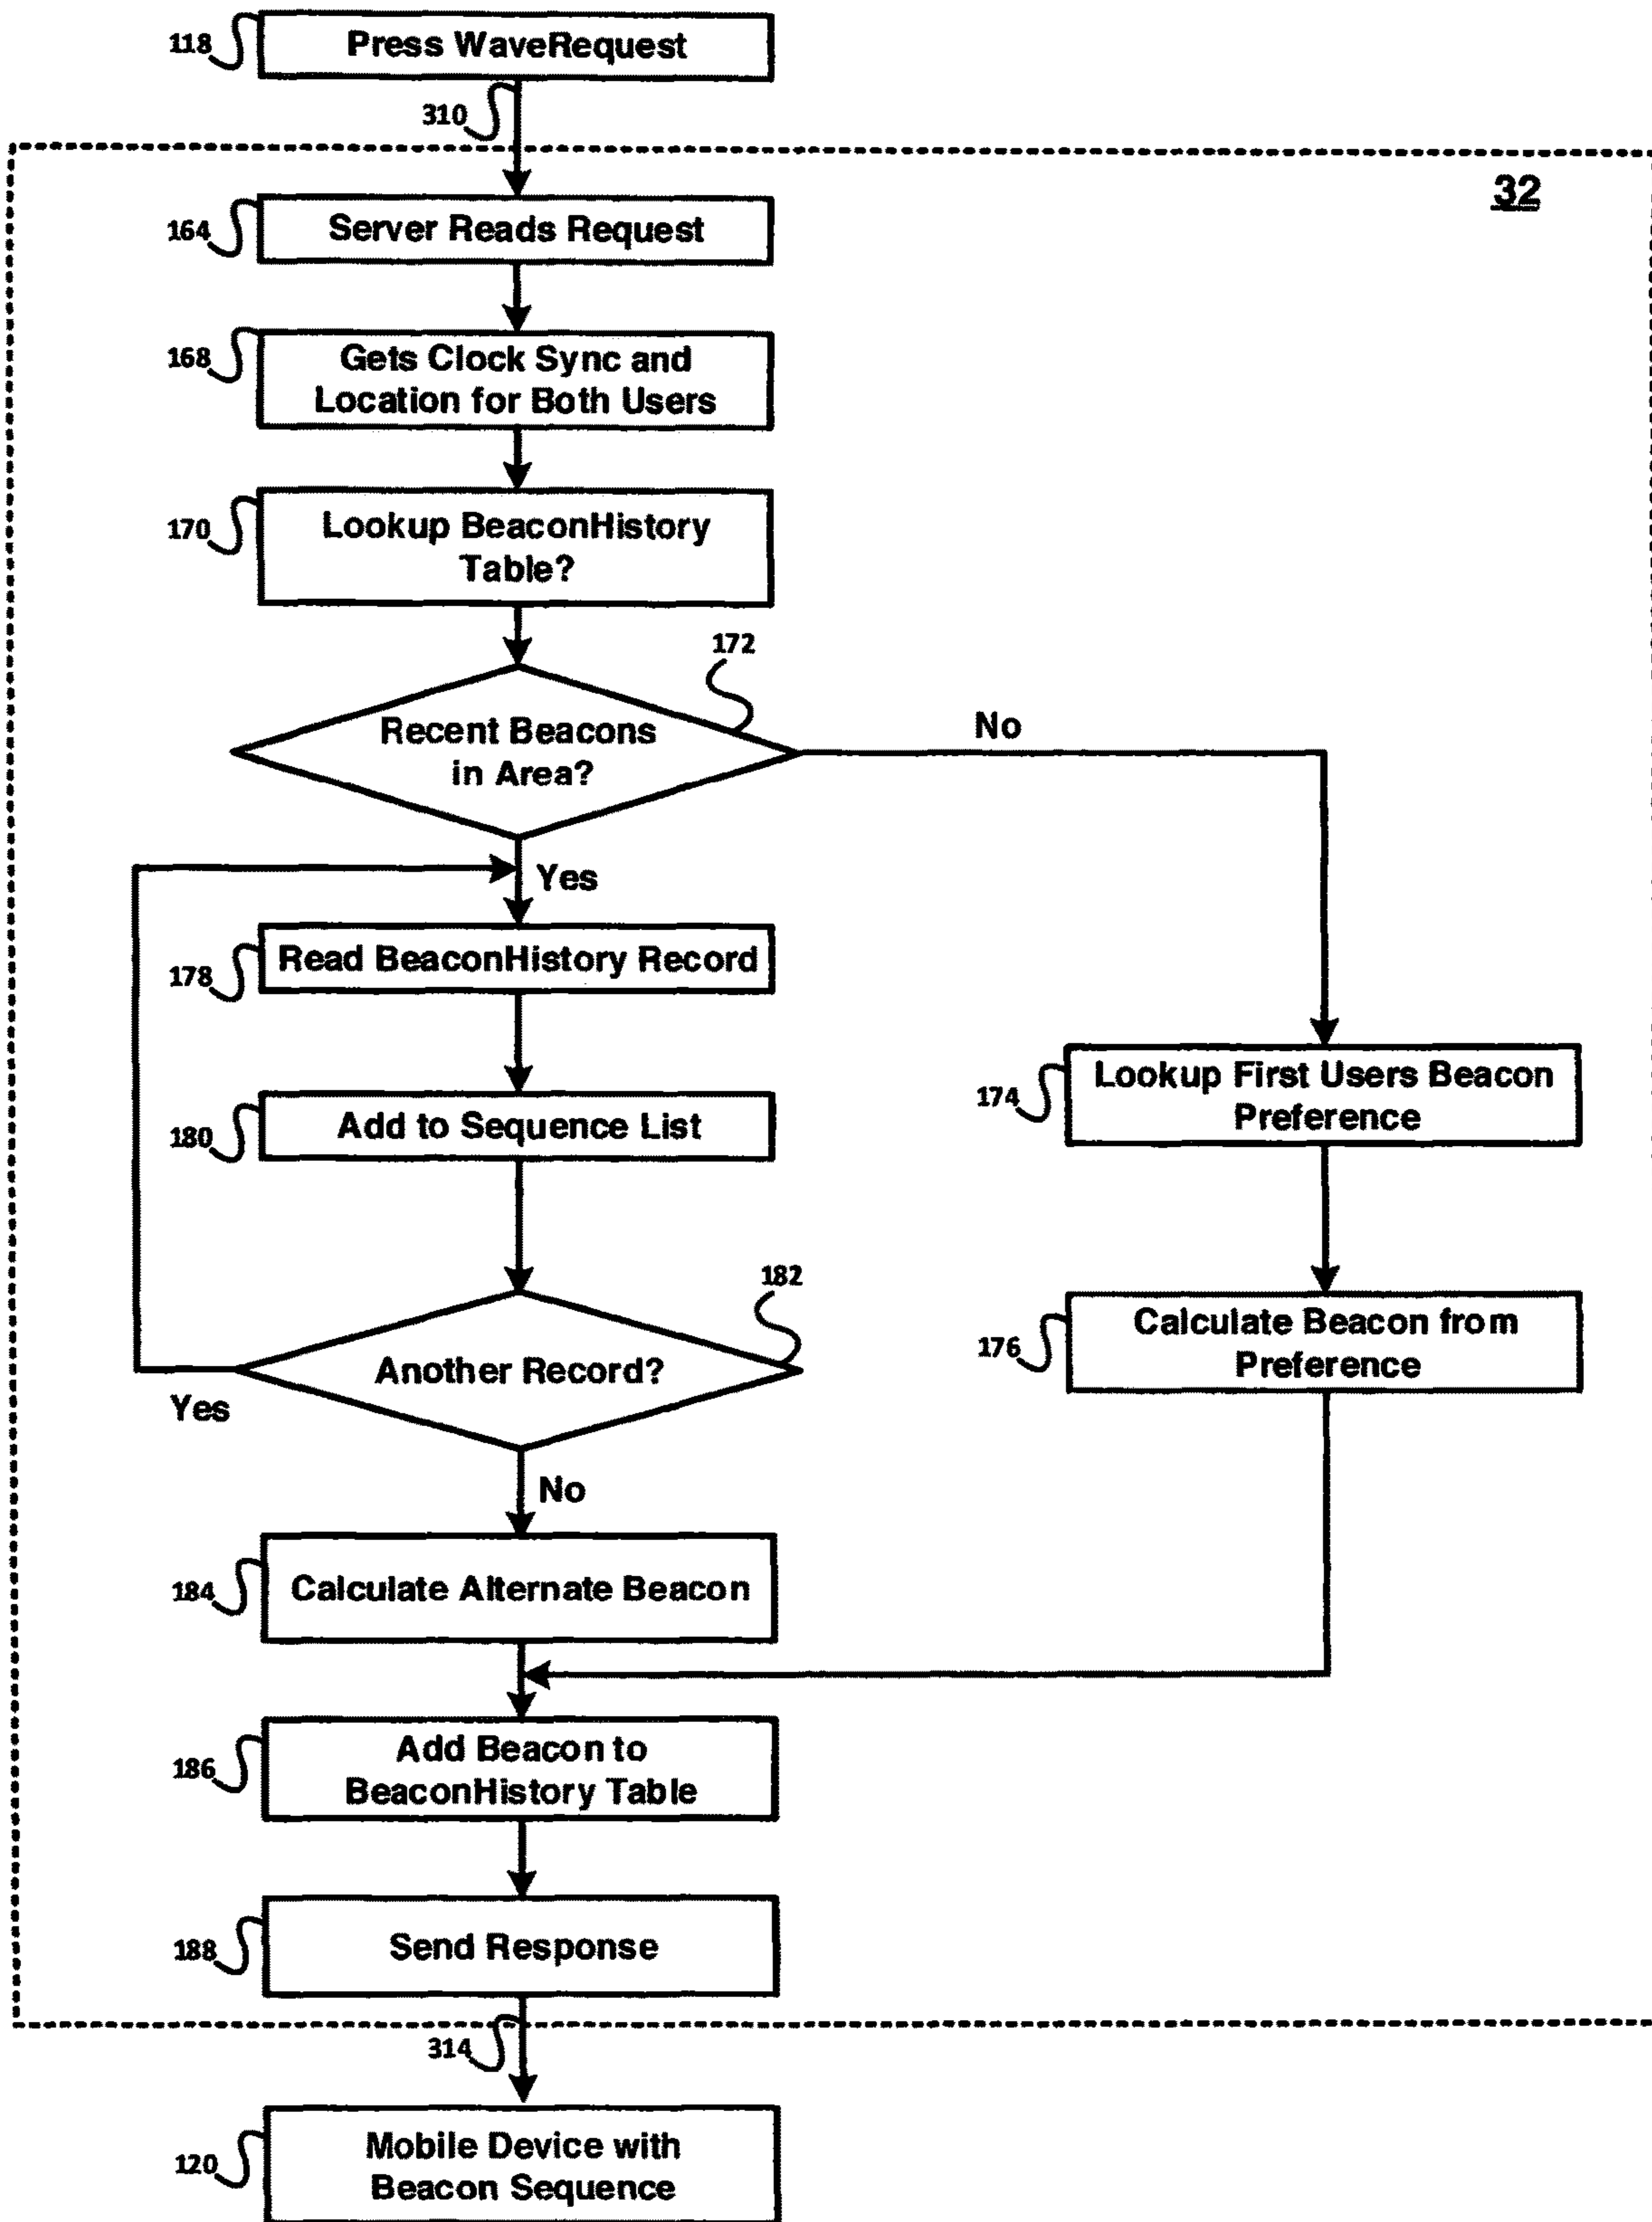 118
Press WaveRequest
310
32
164
Server Reads Request
168
Gets Clock Sync and
Location for Both Users
170
Lookup BeaconHistory
Table?
172
Recent Beacons
in Area?
No
Yes
178
Read BeaconHistory Record
174
Lookup First Users Beacon
Preference
180
Add to Sequence List
182
176
Calculate Beacon from
Preference
Another Record?
Yes
No
184
Calculate Alternate Beacon
186
Add Beacon to
BeaconHistory Table
188
Send Response
314
120
Mobile Device with
Beacon Sequence